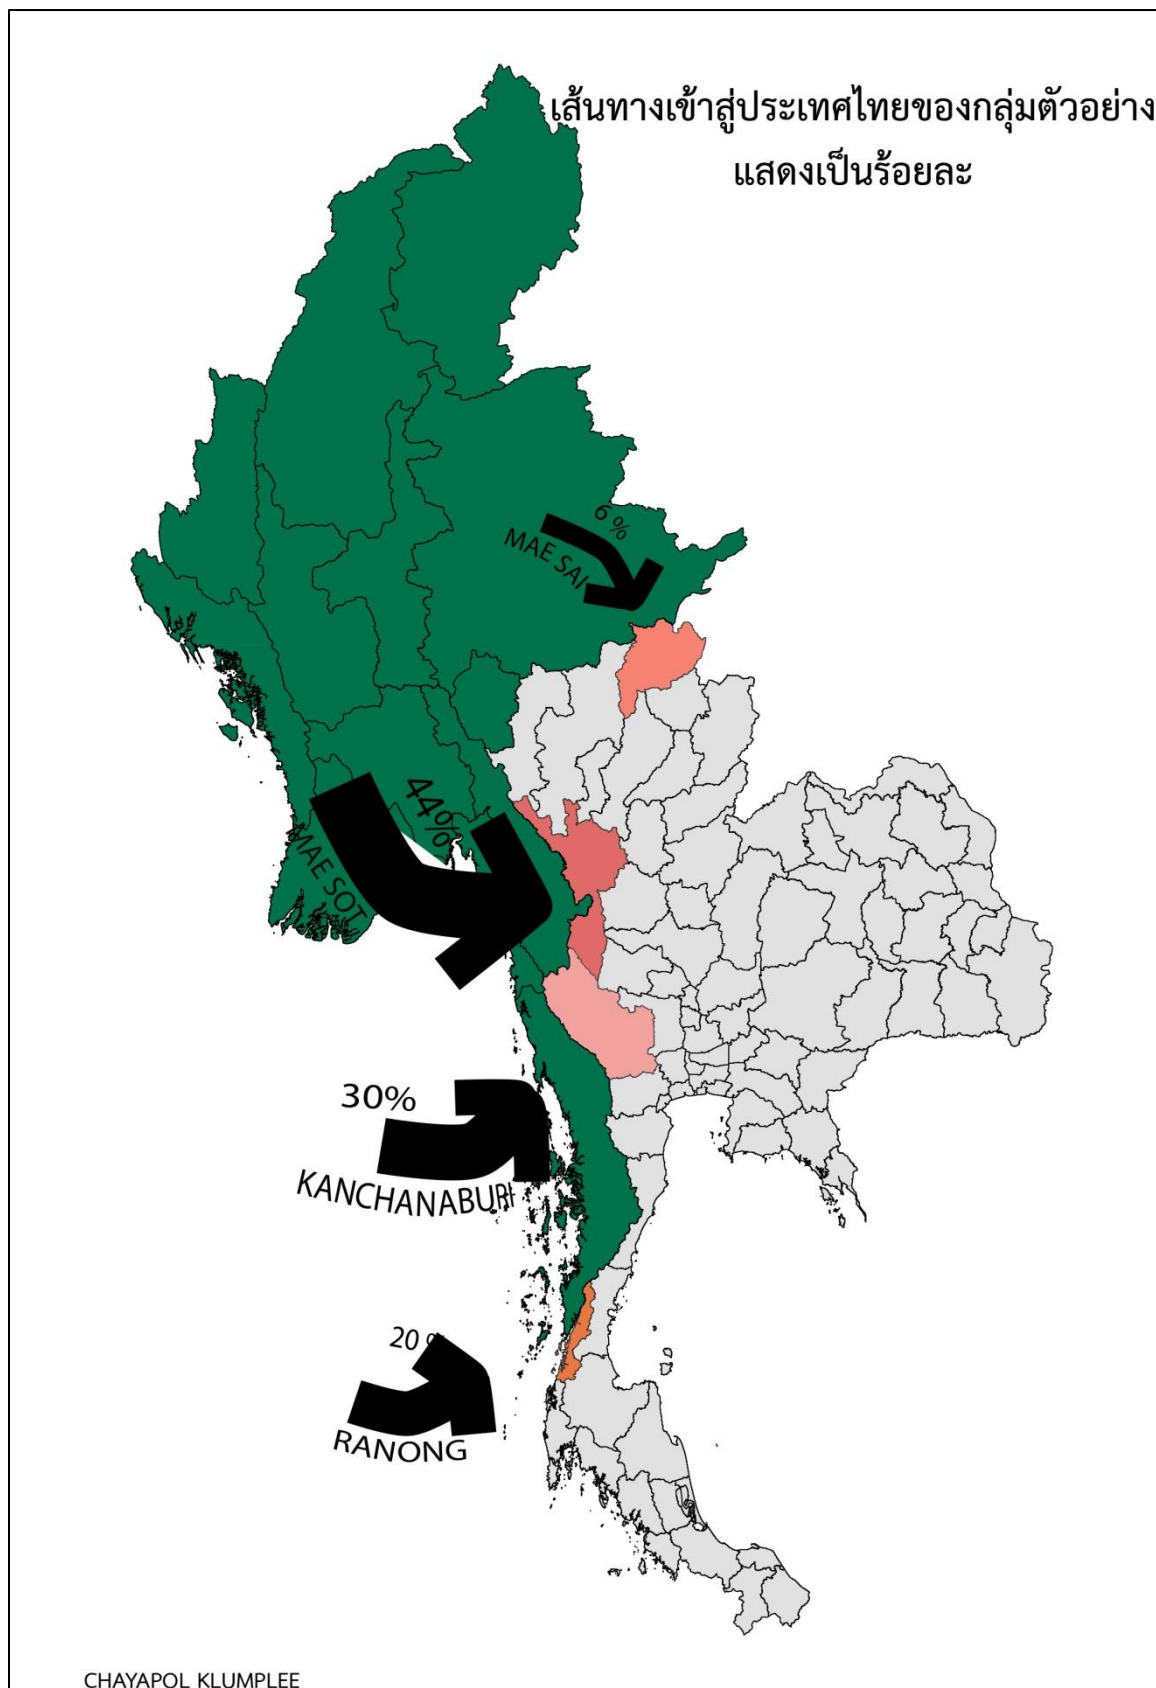 เส้นทางเข้าสู่ประเทศไทยของกลุ่มตัวอย่าง
แสดงเป็นร้อยละ
6 %
MAE SAI
44%
MAE SOT
30%
KANCHANABURI
20
RANONG
CHAYAPOL KLUMPLEE